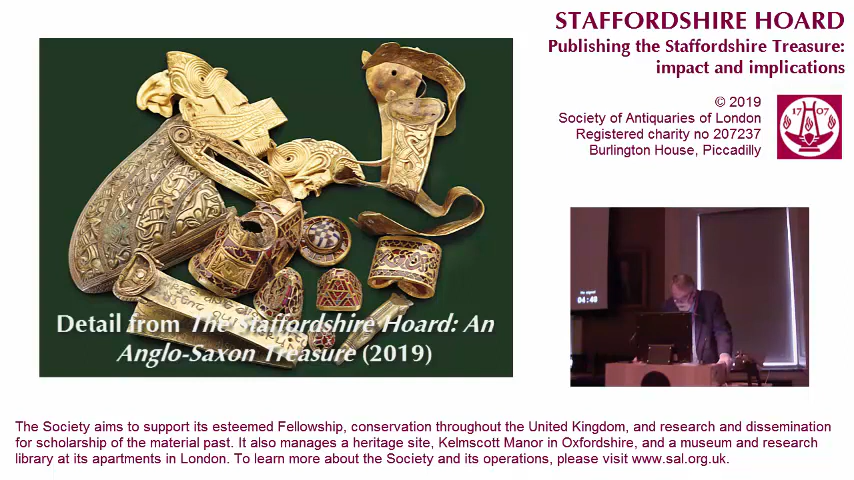 STAFFORDSHIRE HOARD
Publishing the Staffordshire Treasure:
impact and implications
© 2019
Society of Antiquaries of London
Registered charity no 207237
Burlington House, Piccadilly
17 07
Detail from The Staffordshire Hoard: An
Anglo-Saxon Treasure (2019)
04:40
The Society aims to support its esteemed Fellowship, conservation throughout the United Kingdom, and research and dissemination
for scholarship of the material past. It also manages a heritage site, Kelmscott Manor in Oxfordshire, and a museum and research
library at its apartments in London. To learn more about the Society and its operations, please visit www.sal.org.uk.